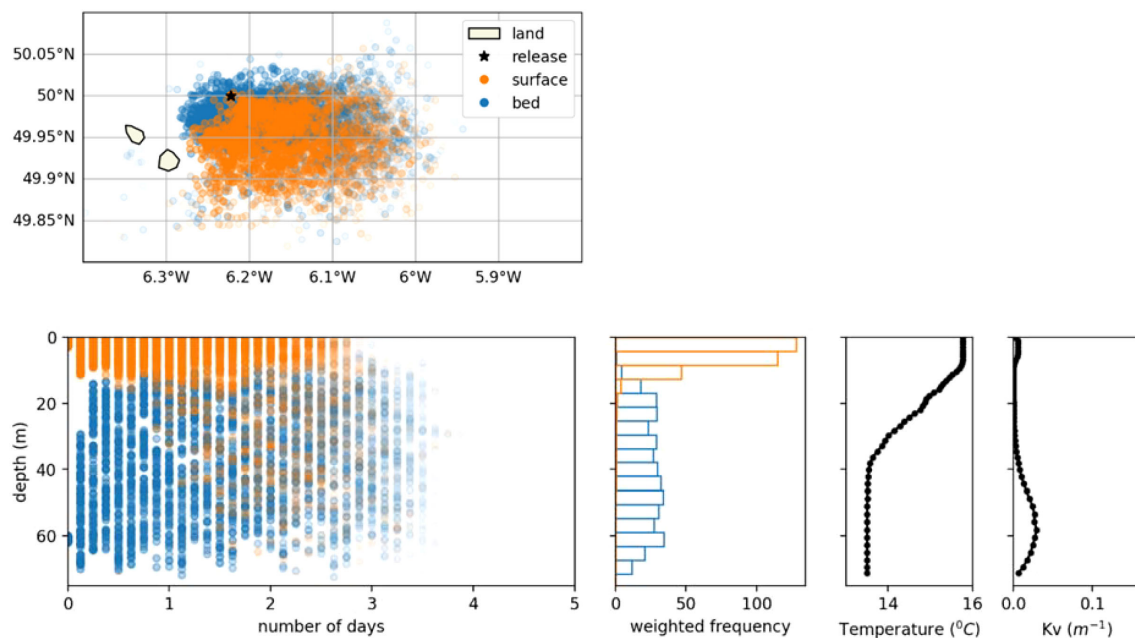 50.05°N
50°N
49.95°N
49.9°N
49.85°N
6.3°W
6.2°W
6.1°W
6°W
5.9°W
land
release
surface
bed
0
20
40
60
depth (m)
0
1
2
3
4
5
number of days
0
50
100
weighted frequency
14
16
Temperature (⁰C)
0.0
0.1
Kv (m⁻¹)